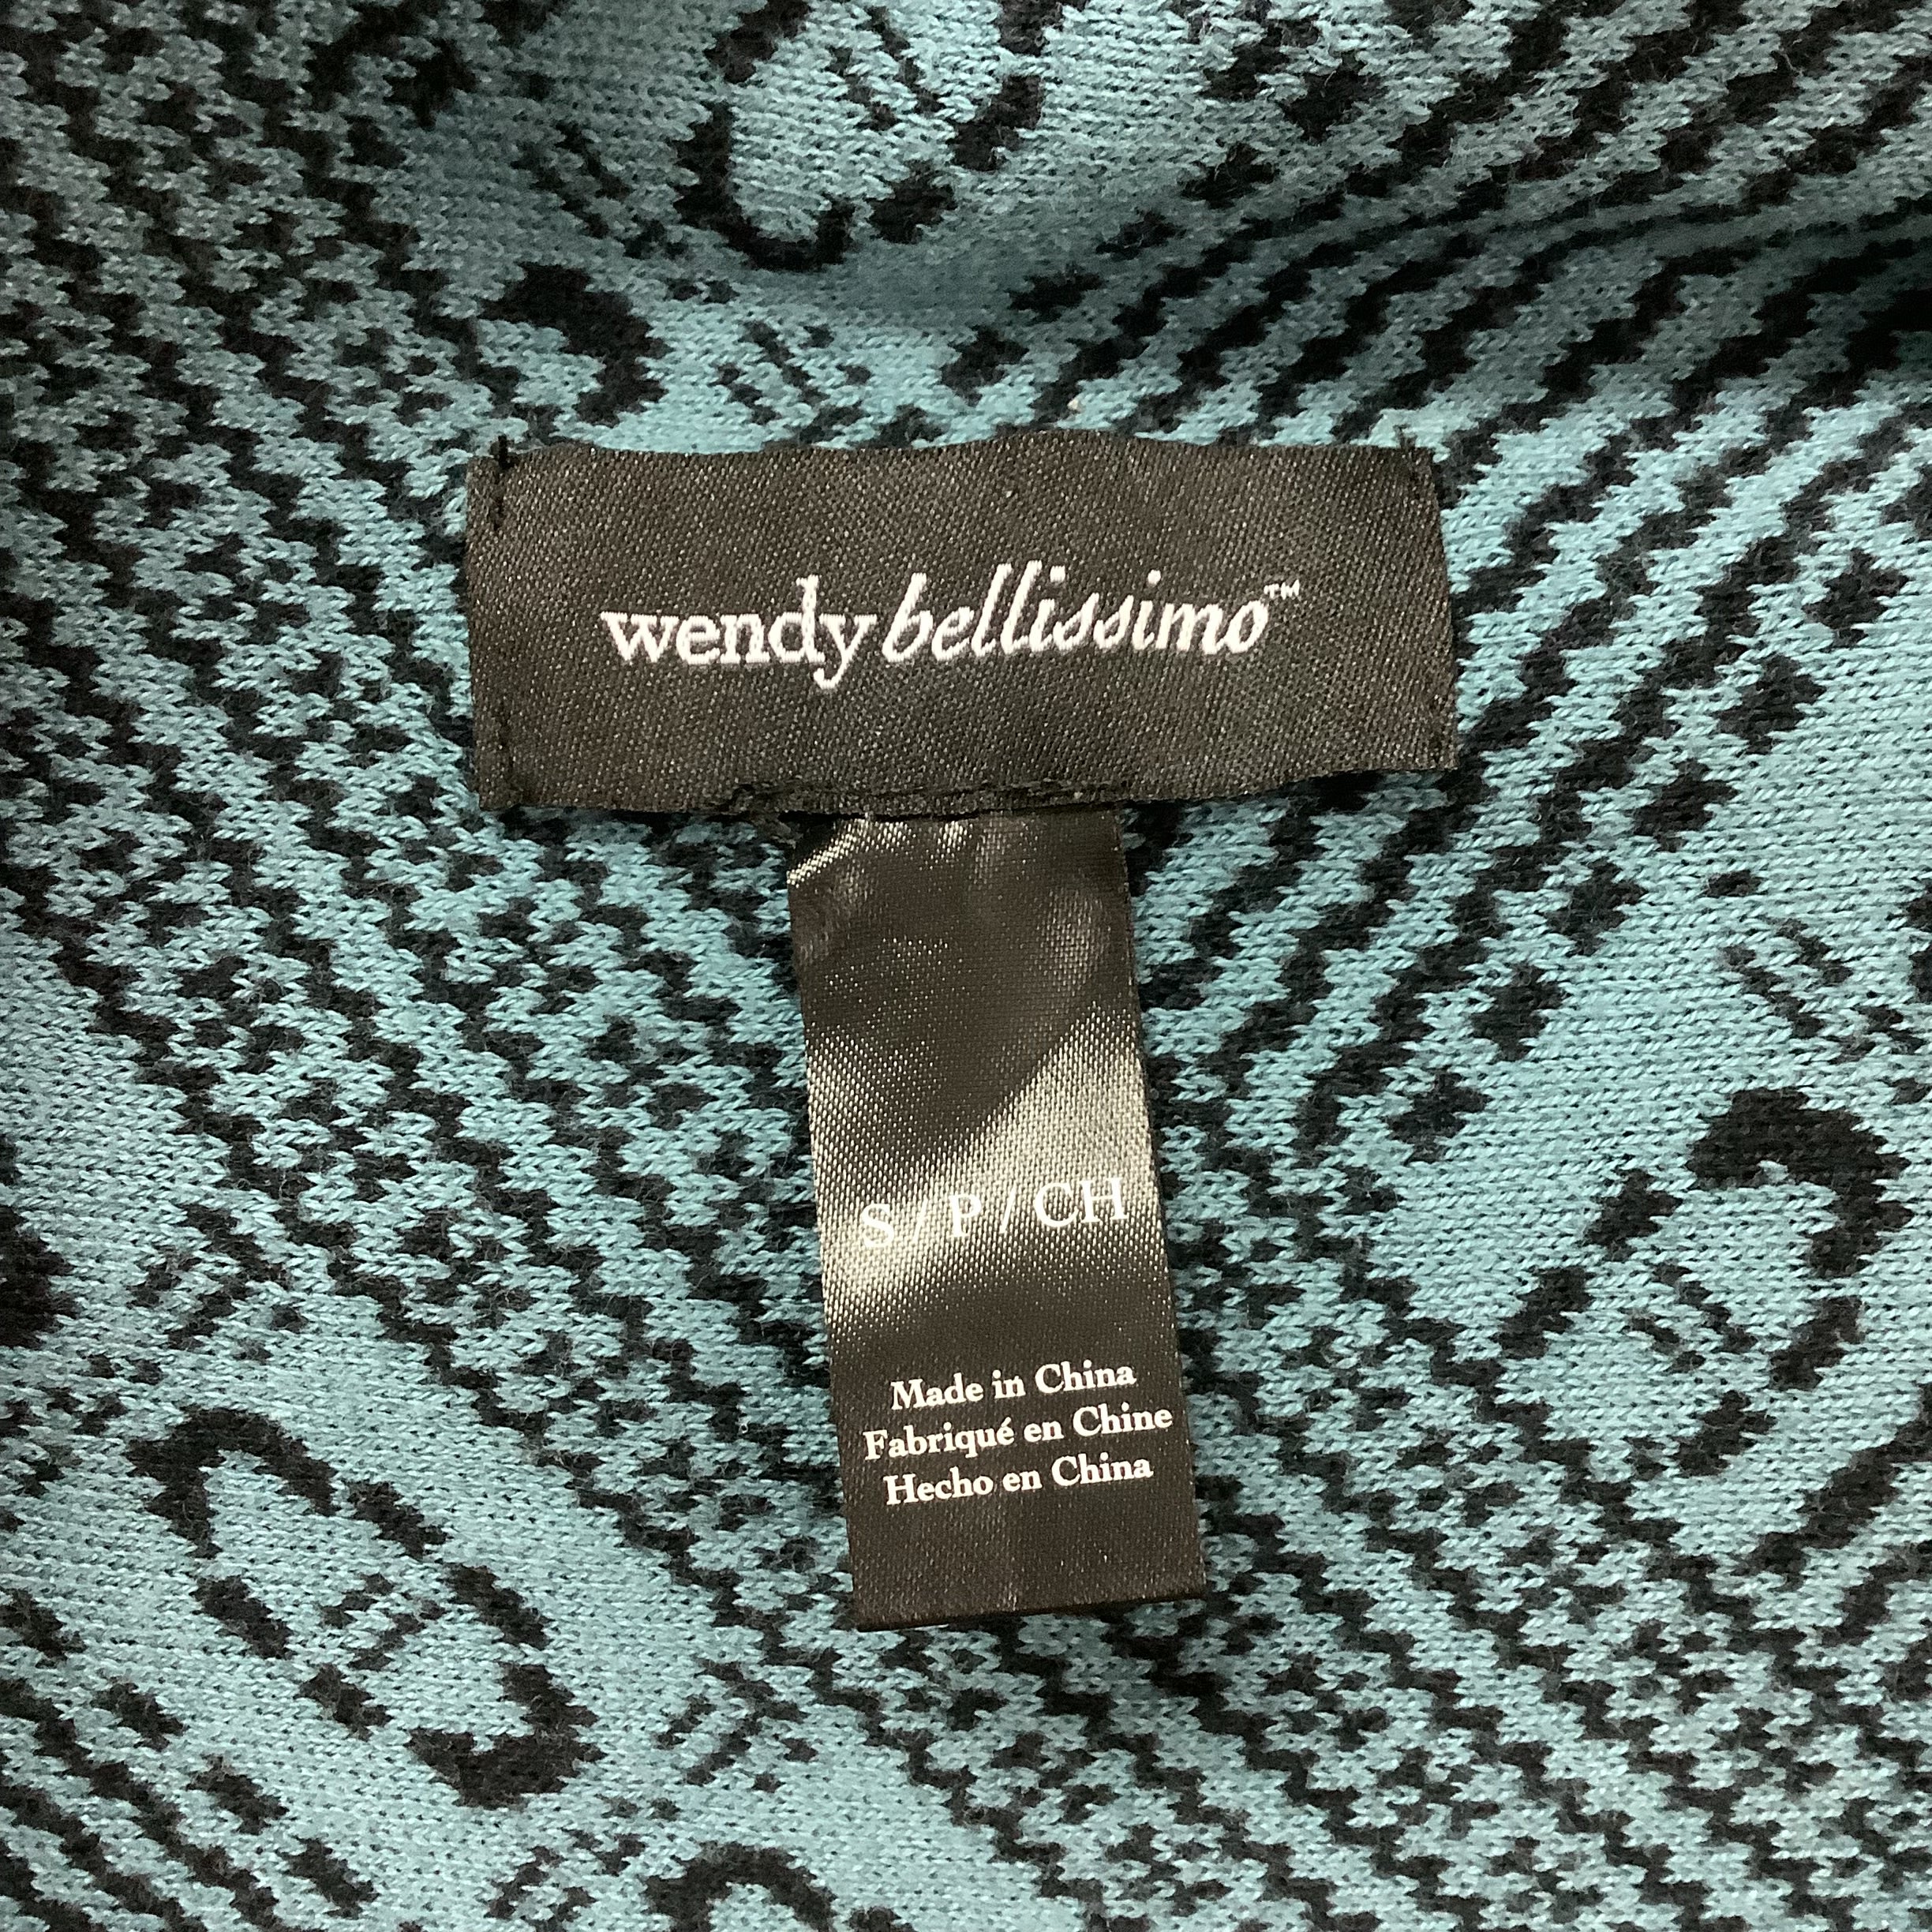 wendy bellissimo™
S / P / CH
Made in China
Fabriqué en Chine
Hecho en China